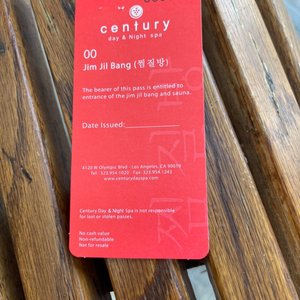 century
day & Night spa
00
Jim Jil Bang (찜질방)
The bearer of this pass is entitled to
entrance of the jim jil bang and sauna.
Date Issued:
4120 W Olympic Blvd · Los Angeles, CA 90019
Tel: 323.954.1020 · Fax: 323.954.1243
www.centurydayspa.com
Century Day & Night Spa is not responsible
for lost or stolen passes.
No cash value
Non-refundable
Not for resale